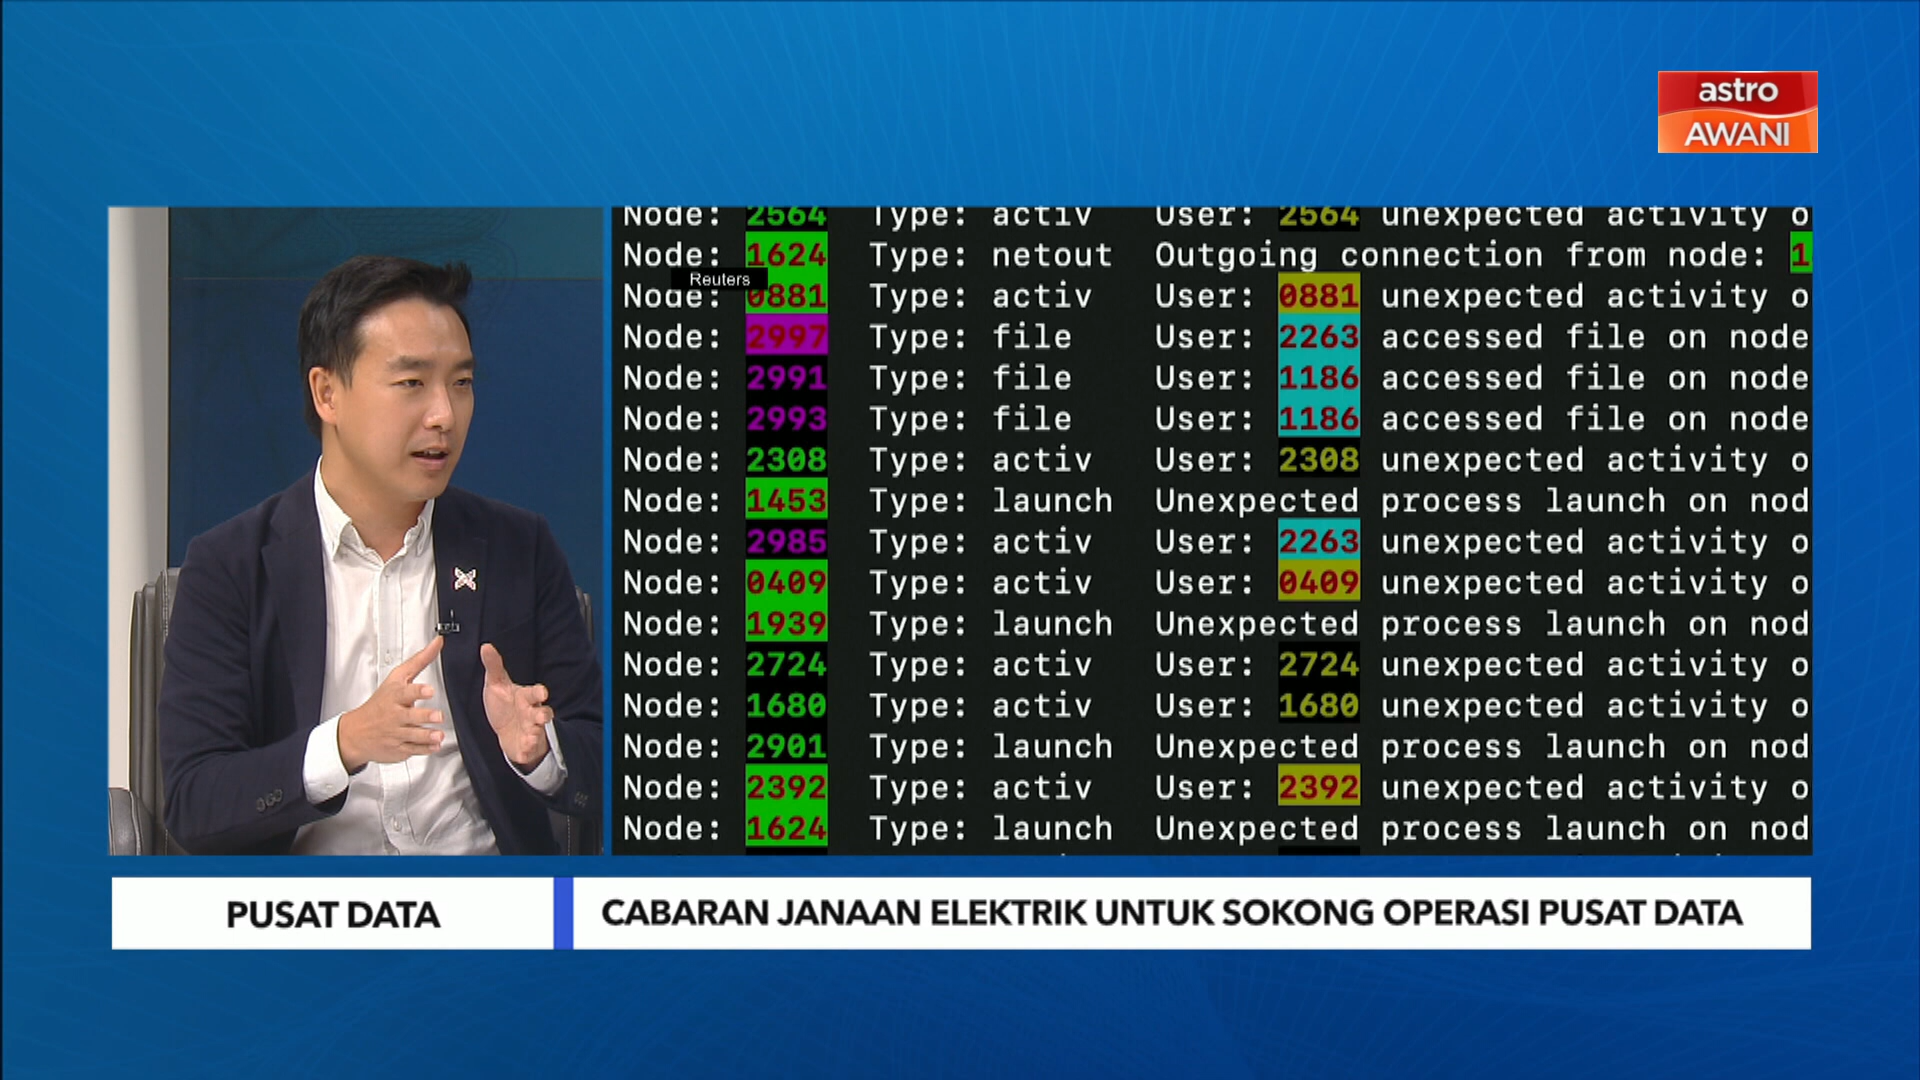 astro
AWANI
Node: 2564 Type: activ User: 2564 unexpected activity o
Node: 1624 Type: netout Outgoing connection from node: 1
Reuters
Node: 0881 Type: activ User: 0881 unexpected activity o
Node: 2997 Type: file User: 2263 accessed file on node
Node: 2991 Type: file User: 1186 accessed file on node
Node: 2993 Type: file User: 1186 accessed file on node
Node: 2308 Type: activ User: 2308 unexpected activity o
Node: 1453 Type: launch Unexpected process launch on nod
Node: 2985 Type: activ User: 2263 unexpected activity o
Node: 0409 Type: activ User: 0409 unexpected activity o
Node: 1939 Type: launch Unexpected process launch on nod
Node: 2724 Type: activ User: 2724 unexpected activity o
Node: 1680 Type: activ User: 1680 unexpected activity o
Node: 2901 Type: launch Unexpected process launch on nod
Node: 2392 Type: activ User: 2392 unexpected activity o
Node: 1624 Type: launch Unexpected process launch on nod
PUSAT DATA
CABARAN JANAAN ELEKTRIK UNTUK SOKONG OPERASI PUSAT DATA